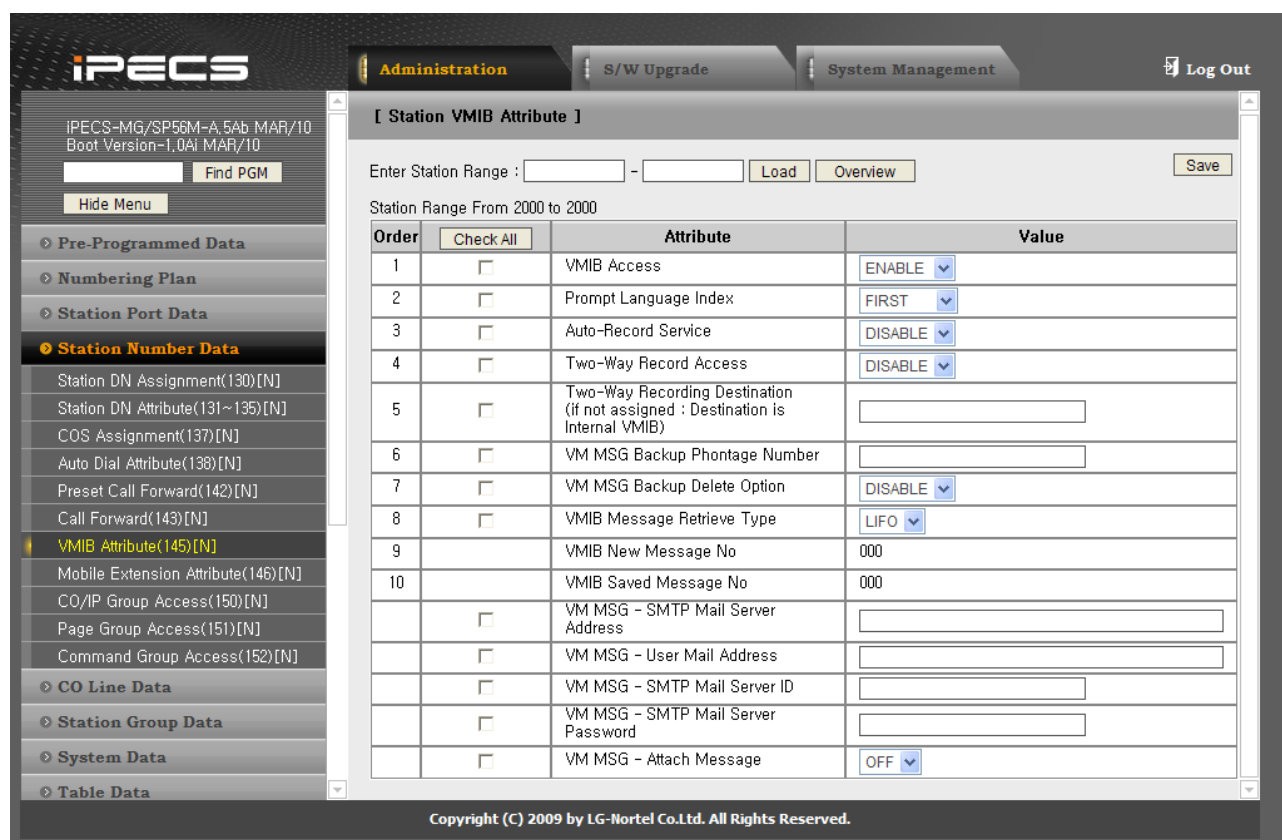 iPECS
Administration
S/W Upgrade
System Management
Log Out
iPECS-MG/SP56M-A.5Ab MAR/10
Boot Version-1.0Ai MAR/10
Find PGM
Hide Menu
Pre-Programmed Data
Numbering Plan
Station Port Data
Station Number Data
Station DN Assignment(130)[N]
Station DN Attribute(131~135)[N]
COS Assignment(137)[N]
Auto Dial Attribute(138)[N]
Preset Call Forward(142)[N]
Call Forward(143)[N]
VMIB Attribute(145)[N]
Mobile Extension Attribute(146)[N]
CO/IP Group Access(150)[N]
Page Group Access(151)[N]
Command Group Access(152)[N]
CO Line Data
Station Group Data
System Data
Table Data
[ Station VMIB Attribute ]
Enter Station Range : - Load Overview Save
Station Range From 2000 to 2000
Order Check All Attribute Value
1 VMIB Access ENABLE
2 Prompt Language Index FIRST
3 Auto-Record Service DISABLE
4 Two-Way Record Access DISABLE
5 Two-Way Recording Destination
(if not assigned : Destination is
Internal VMIB)
6 VM MSG Backup Phontage Number
7 VM MSG Backup Delete Option DISABLE
8 VMIB Message Retrieve Type LIFO
9 VMIB New Message No 000
10 VMIB Saved Message No 000
VM MSG - SMTP Mail Server
Address
VM MSG - User Mail Address
VM MSG - SMTP Mail Server ID
VM MSG - SMTP Mail Server
Password
VM MSG - Attach Message OFF
Copyright (C) 2009 by LG-Nortel Co.Ltd. All Rights Reserved.